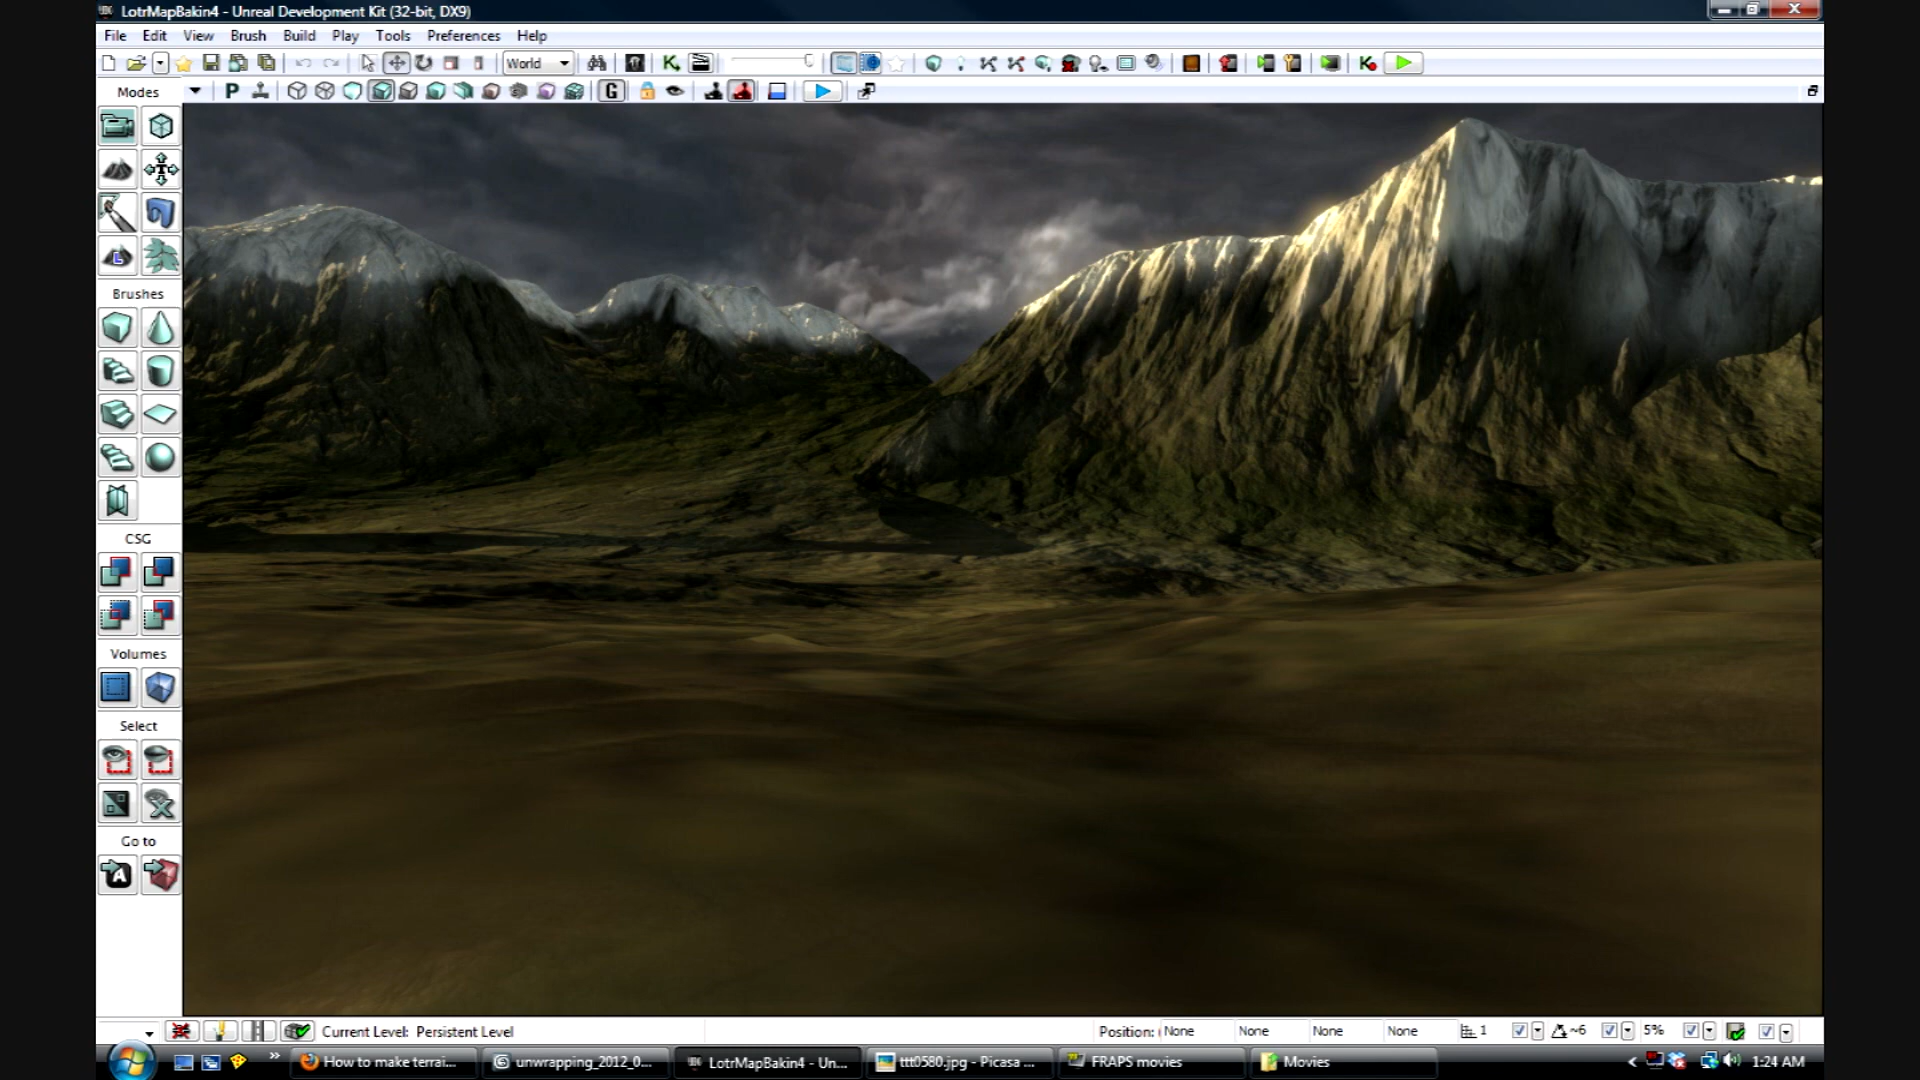 LotrMapBakin4 - Unreal Development Kit (32-bit, DX9)
File Edit View Brush Build Play Tools Preferences Help
World
Modes
P
G
L
Brushes
CSG
Volumes
Select
Go to
A
Current Level: Persistent Level
Position: None None None None 1 ~6 5%
How to make terrai... unwrapping_2012_0... LotrMapBakin4 - Un... ttt0580.jpg - Picasa ... FRAPS movies Movies 1:24 AM